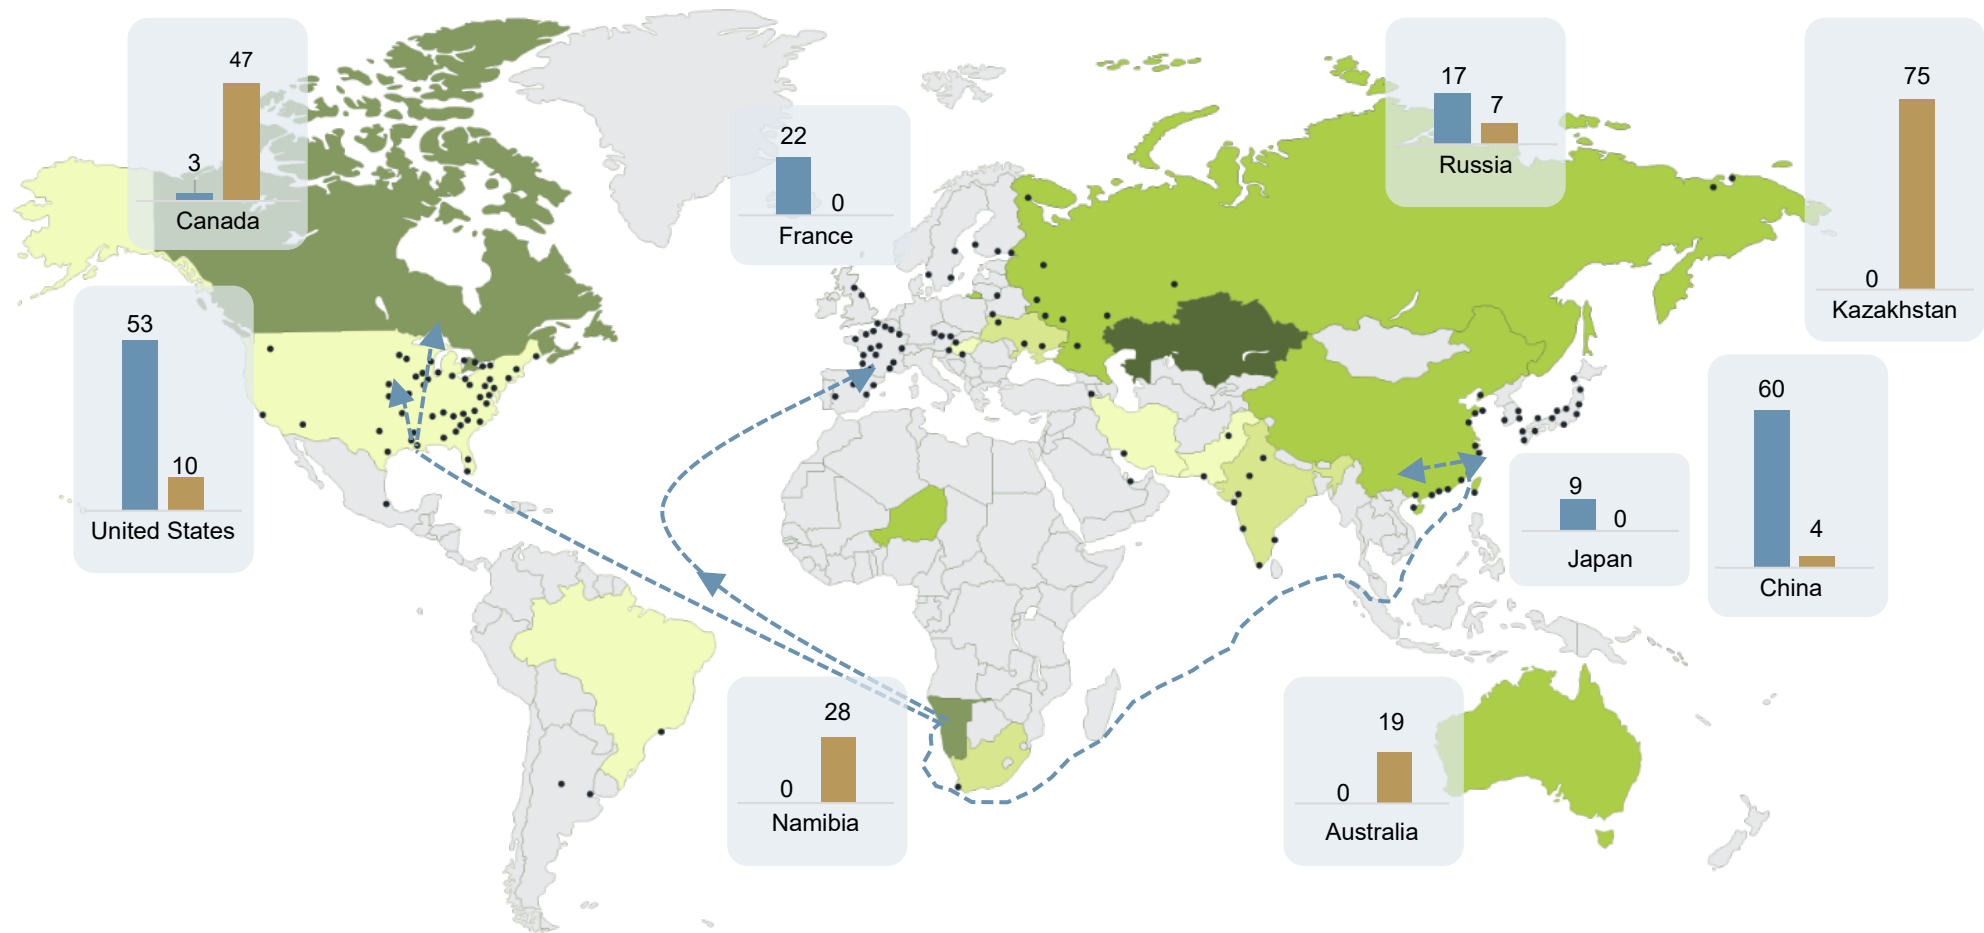 47
3
Canada
53
10
United States
22
0
France
17
7
Russia
75
0
Kazakhstan
9
0
Japan
60
4
China
28
0
Namibia
19
0
Australia